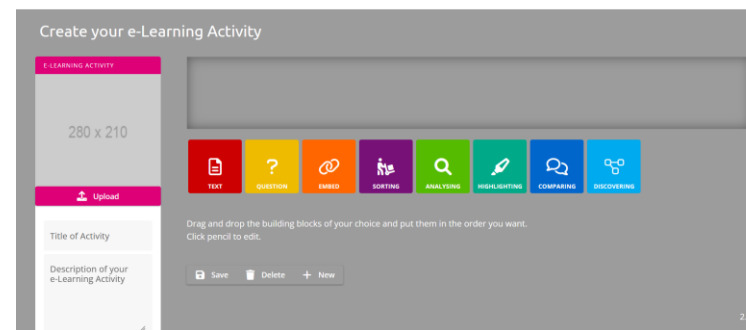 Create your e-Learning Activity
E-LEARNING ACTIVITY
280 x 210
Upload
Title of Activity
Description of your
e-Learning Activity
TEXT
QUESTION
EMBED
SORTING
ANALYSING
HIGHLIGHTING
COMPARING
DISCOVERING
Drag and drop the building blocks of your choice and put them in the order you want.
Click pencil to edit.
Save Delete + New
2